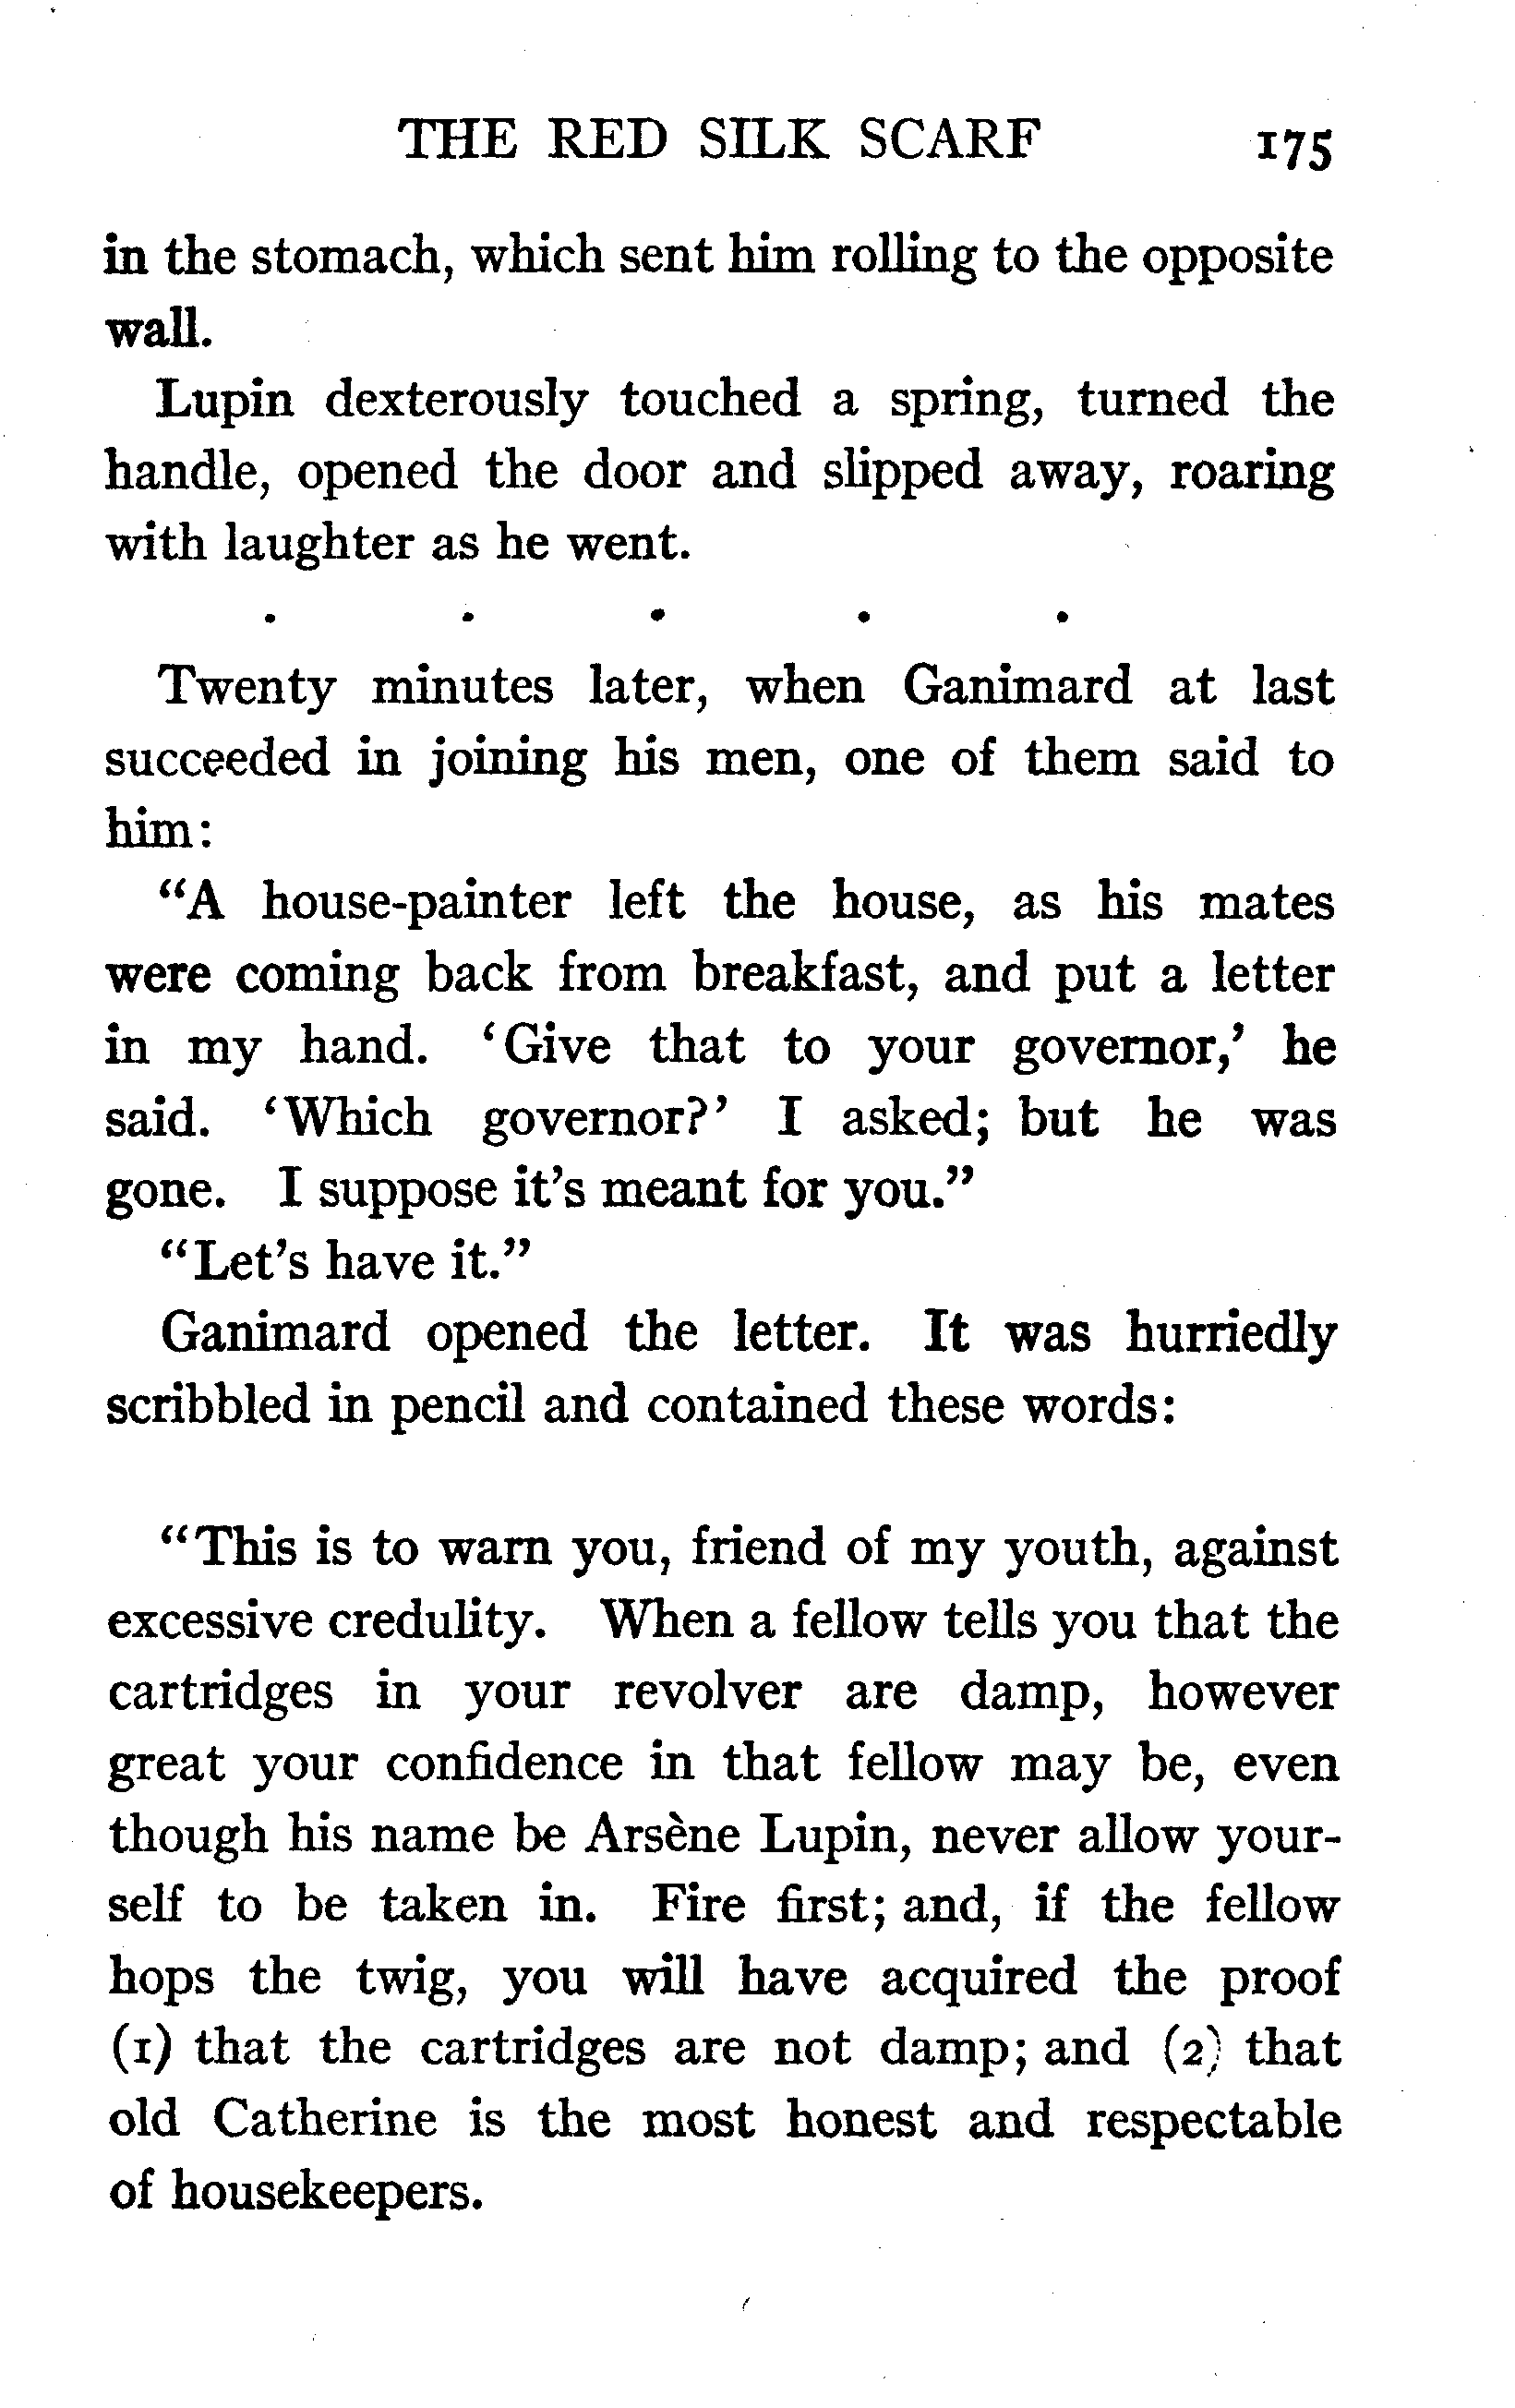 THE RED SILK SCARF 175
in the stomach, which sent him rolling to the opposite
wall.
Lupin dexterously touched a spring, turned the
handle, opened the door and slipped away, roaring
with laughter as he went.
. . . . .
Twenty minutes later, when Ganimard at last
succeeded in joining his men, one of them said to
him:
“A house-painter left the house, as his mates
were coming back from breakfast, and put a letter
in my hand. ‘Give that to your governor,’ he
said. ‘Which governor?’ I asked; but he was
gone. I suppose it’s meant for you.”
“Let’s have it.”
Ganimard opened the letter. It was hurriedly
scribbled in pencil and contained these words:
“This is to warn you, friend of my youth, against
excessive credulity. When a fellow tells you that the
cartridges in your revolver are damp, however
great your confidence in that fellow may be, even
though his name be Arsène Lupin, never allow your-
self to be taken in. Fire first; and, if the fellow
hops the twig, you will have acquired the proof
(1) that the cartridges are not damp; and (2) that
old Catherine is the most honest and respectable
of housekeepers.